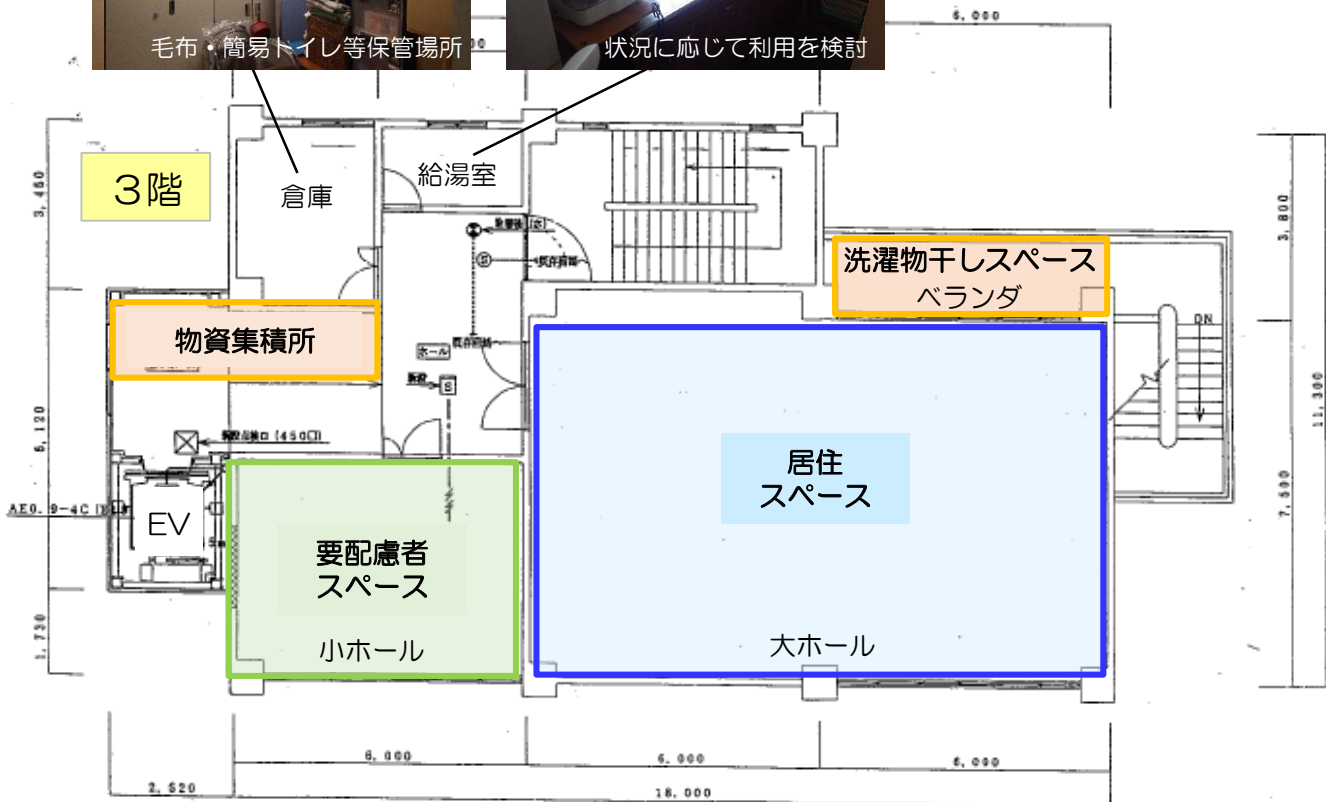 6,000
毛布・簡易トイレ等保管場所
状況に応じて利用を検討
3階
倉庫
給湯室
3,460
3,800
洗濯物干しスペース
ベランダ
物資集積所
ホール
DN
6,120
11,300
居住
スペース
7,500
EV
要配慮者
スペース
1,730
小ホール
大ホール
6,000
6,000
6,000
2,520
18,000